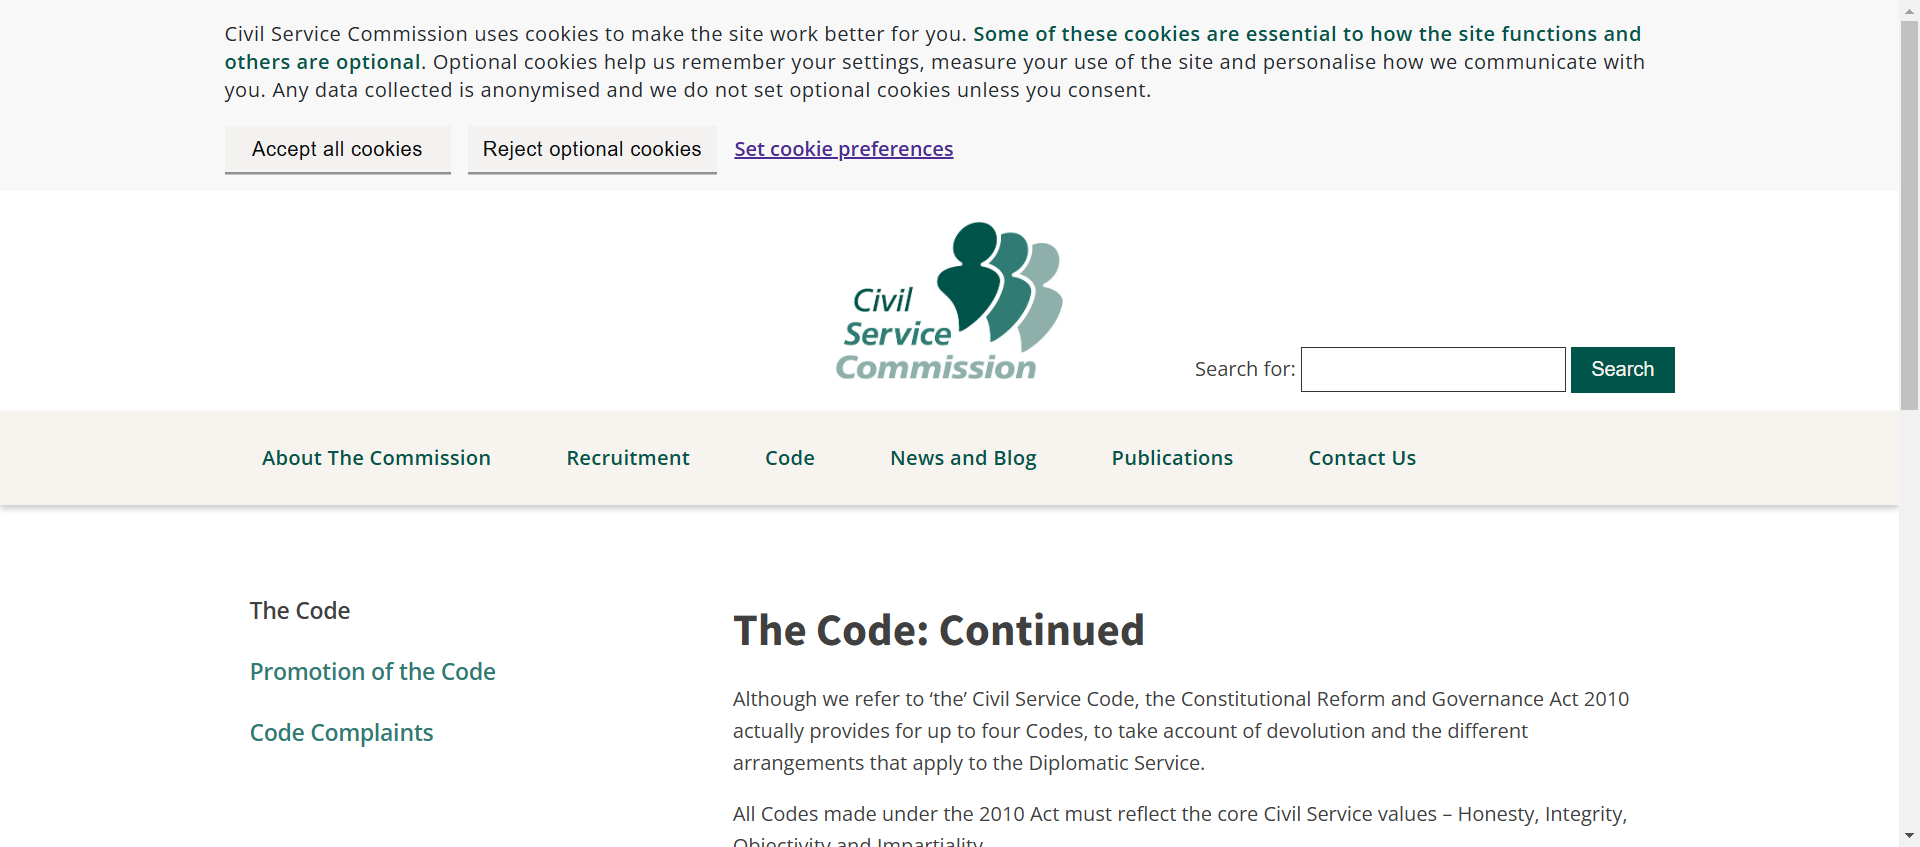 Civil Service Commission uses cookies to make the site work better for you. Some of these cookies are essential to how the site functions and
others are optional. Optional cookies help us remember your settings, measure your use of the site and personalise how we communicate with
you. Any data collected is anonymised and we do not set optional cookies unless you consent.
Accept all cookies Reject optional cookies Set cookie preferences
Civil
Service
Commission
Search for: Search
About The Commission Recruitment Code News and Blog Publications Contact Us
The Code
Promotion of the Code
Code Complaints
The Code: Continued
Although we refer to ‘the’ Civil Service Code, the Constitutional Reform and Governance Act 2010
actually provides for up to four Codes, to take account of devolution and the different
arrangements that apply to the Diplomatic Service.
All Codes made under the 2010 Act must reflect the core Civil Service values – Honesty, Integrity,
Objectivity and Impartiality.